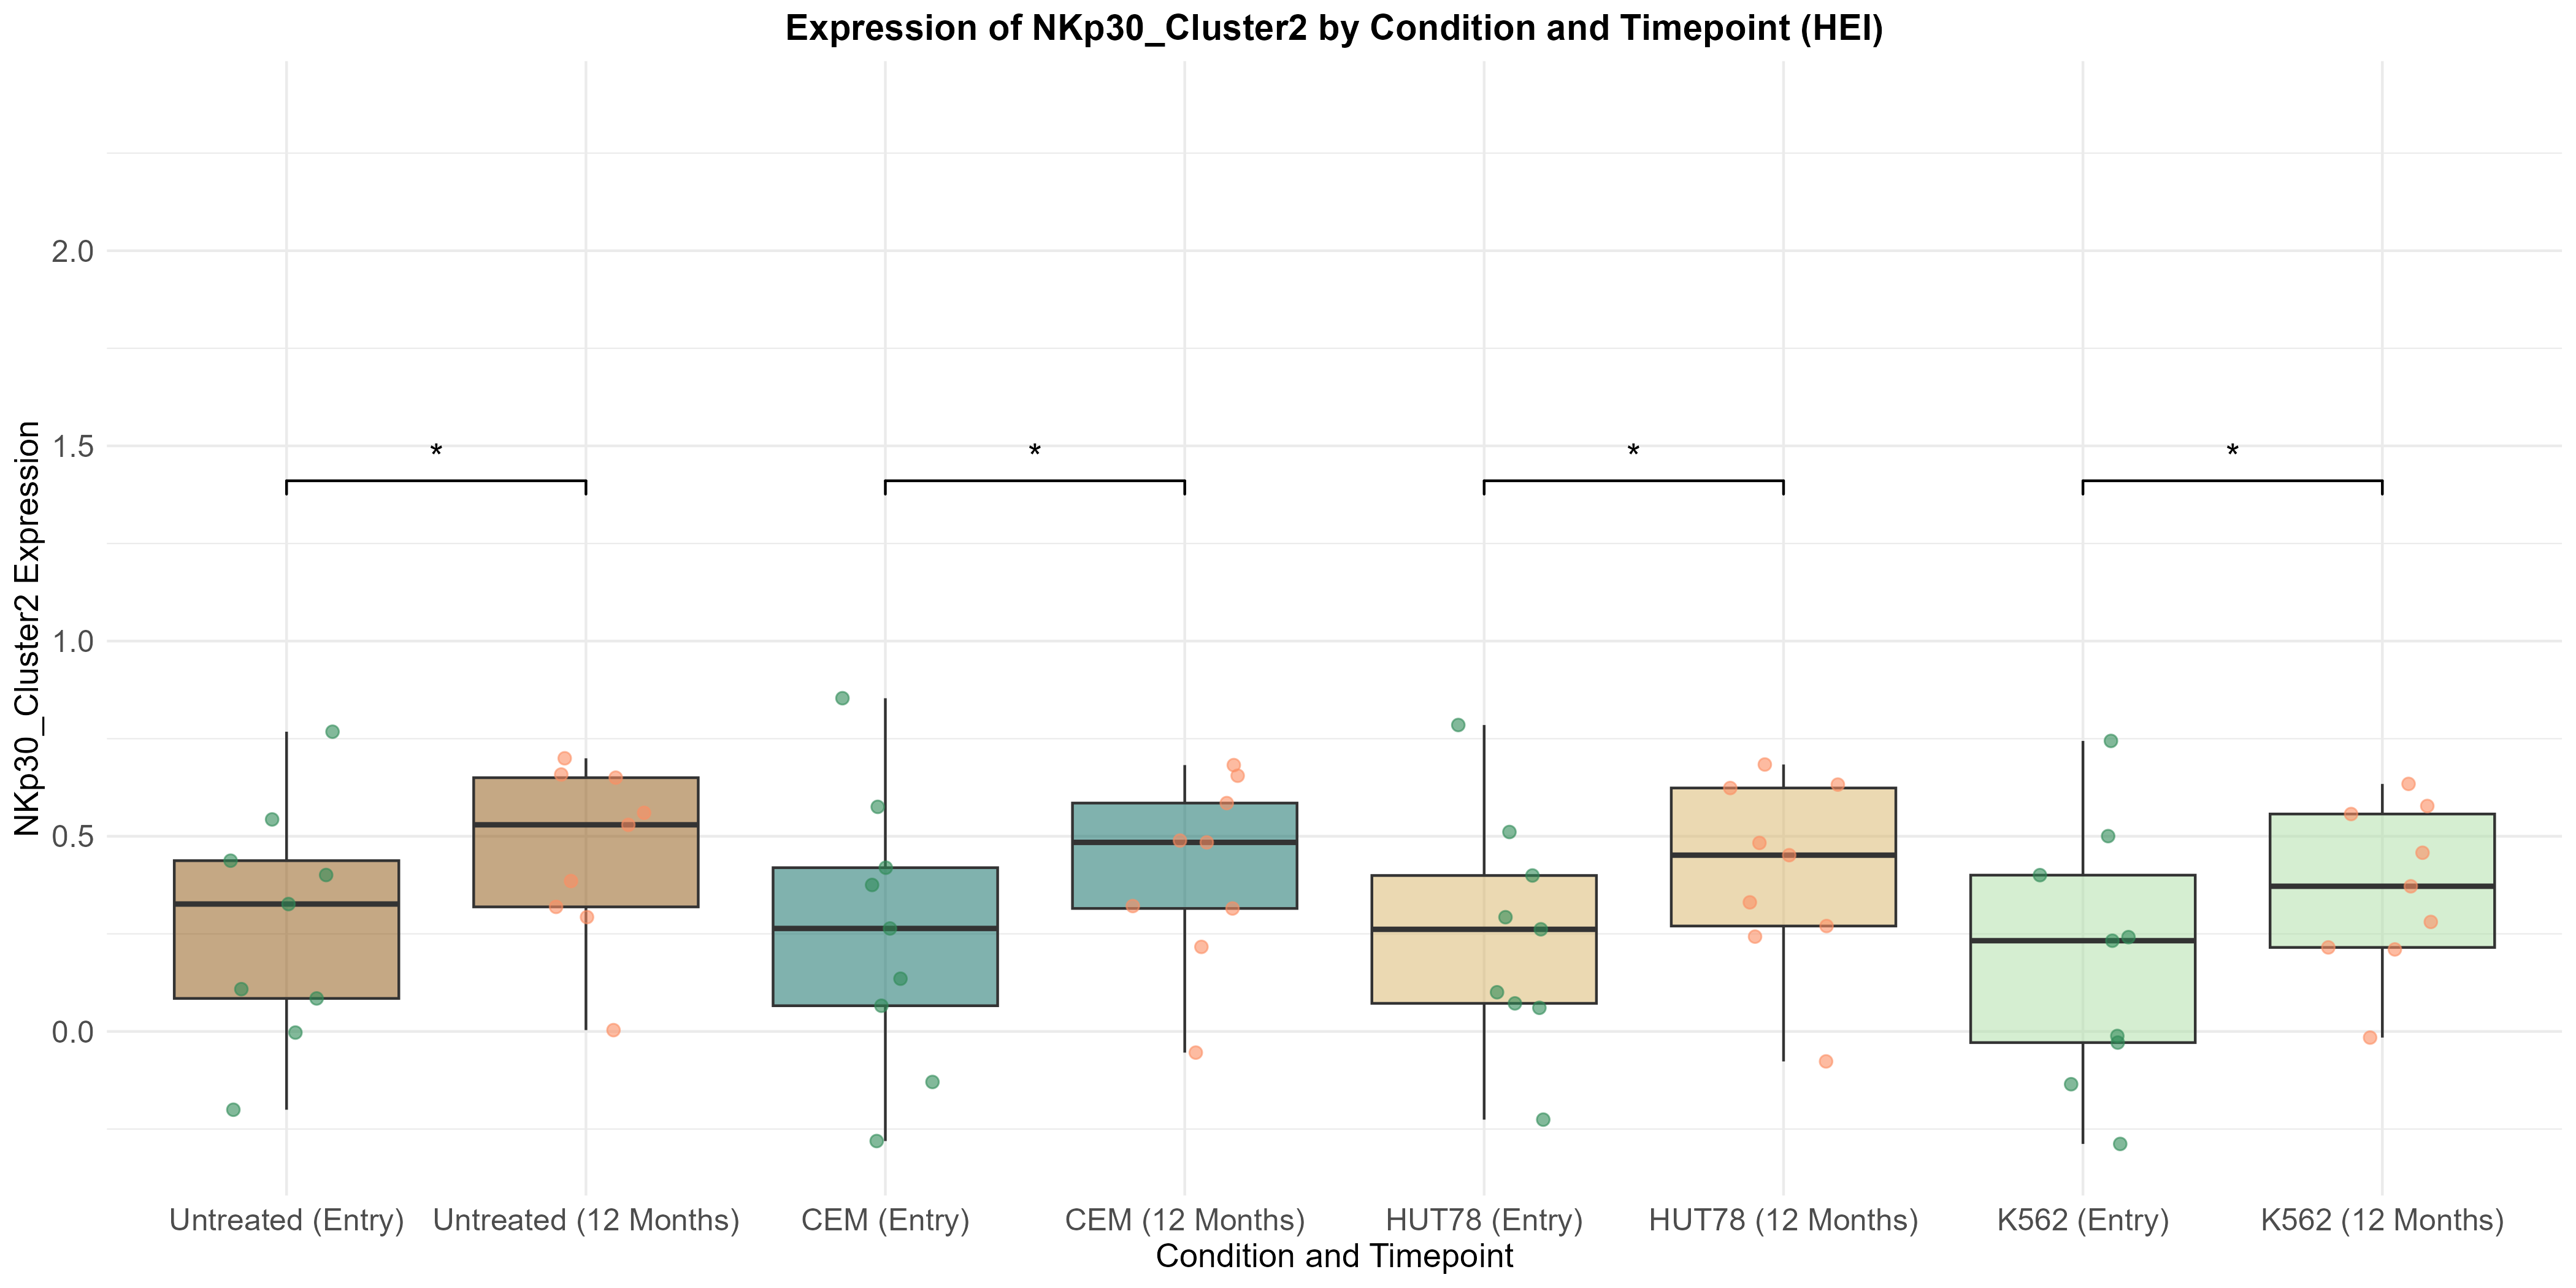 Expression of NKp30_Cluster2 by Condition and Timepoint (HEI)
NKp30_Cluster2 Expression
2.0
1.5
1.0
0.5
0.0
* * * *
Untreated (Entry) Untreated (12 Months) CEM (Entry) CEM (12 Months) HUT78 (Entry) HUT78 (12 Months) K562 (Entry) K562 (12 Months)
Condition and Timepoint